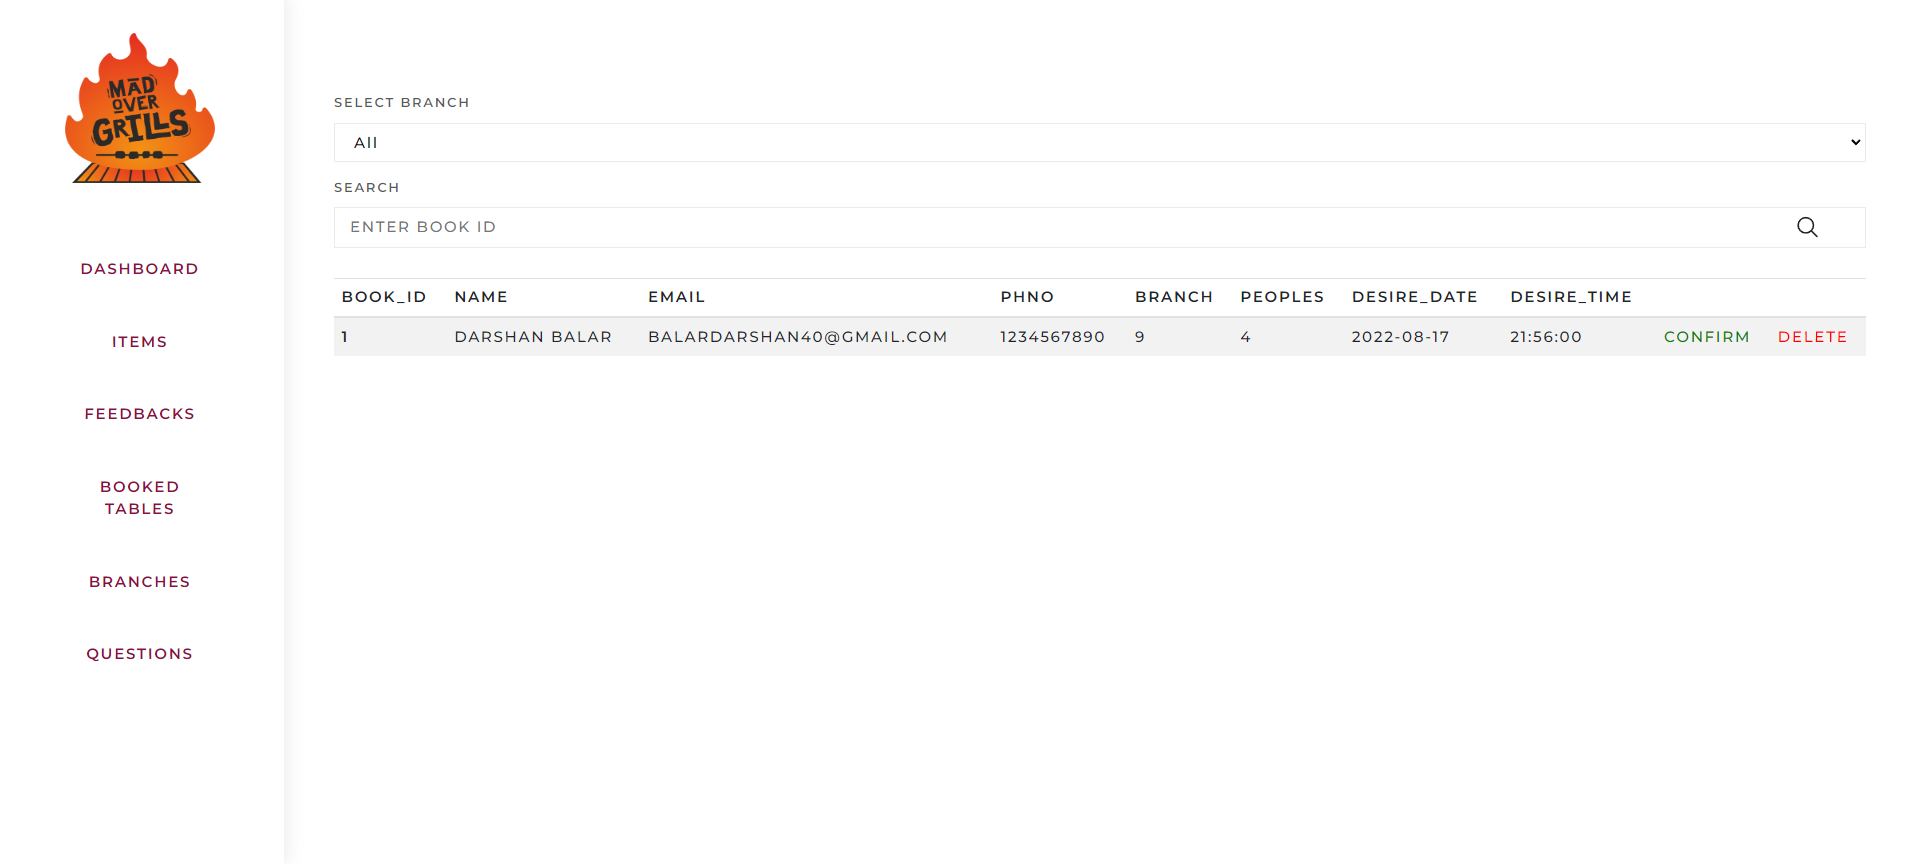 MAD
OVER
GRILLS
DASHBOARD
ITEMS
FEEDBACKS
BOOKED
TABLES
BRANCHES
QUESTIONS
SELECT BRANCH
All
SEARCH
ENTER BOOK ID
BOOK_ID NAME EMAIL PHNO BRANCH PEOPLES DESIRE_DATE DESIRE_TIME
1 DARSHAN BALAR BALARDARSHAN40@GMAIL.COM 1234567890 9 4 2022-08-17 21:56:00 CONFIRM DELETE